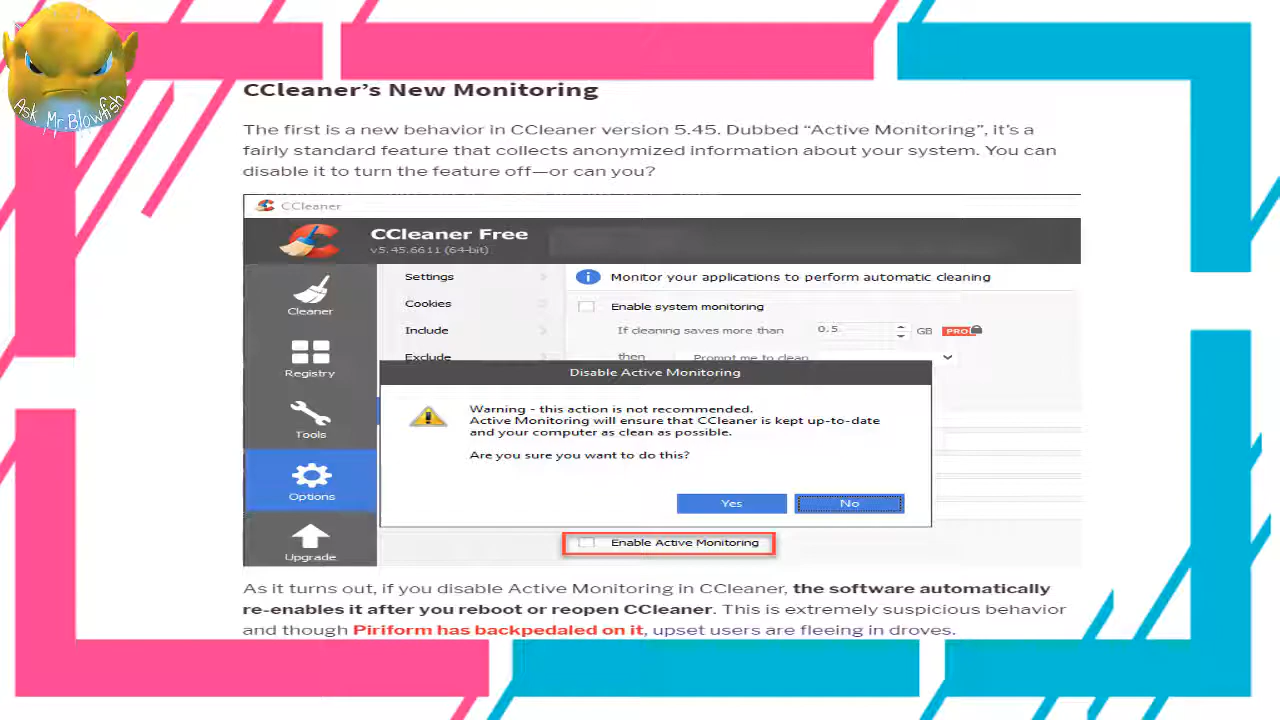 Ask Mr. Blowfish
CCleaner's New Monitoring
The first is a new behavior in CCleaner version 5.45. Dubbed “Active Monitoring”, it's a
fairly standard feature that collects anonymized information about your system. You can
disable it to turn the feature off—or can you?
CCleaner
CCleaner Free
v5.45.6611 (64-bit)
Cleaner
Registry
Tools
Options
Upgrade
Settings
Cookies
Include
Exclude
Monitor your applications to perform automatic cleaning
Enable system monitoring
If cleaning saves more than 0.5 GB PRO
then Prompt me to clean
Disable Active Monitoring
Warning - this action is not recommended.
Active Monitoring will ensure that CCleaner is kept up-to-date
and your computer as clean as possible.
Are you sure you want to do this?
Yes No
Enable Active Monitoring
As it turns out, if you disable Active Monitoring in CCleaner, the software automatically
re-enables it after you reboot or reopen CCleaner. This is extremely suspicious behavior
and though Piriform has backpedaled on it, upset users are fleeing in droves.